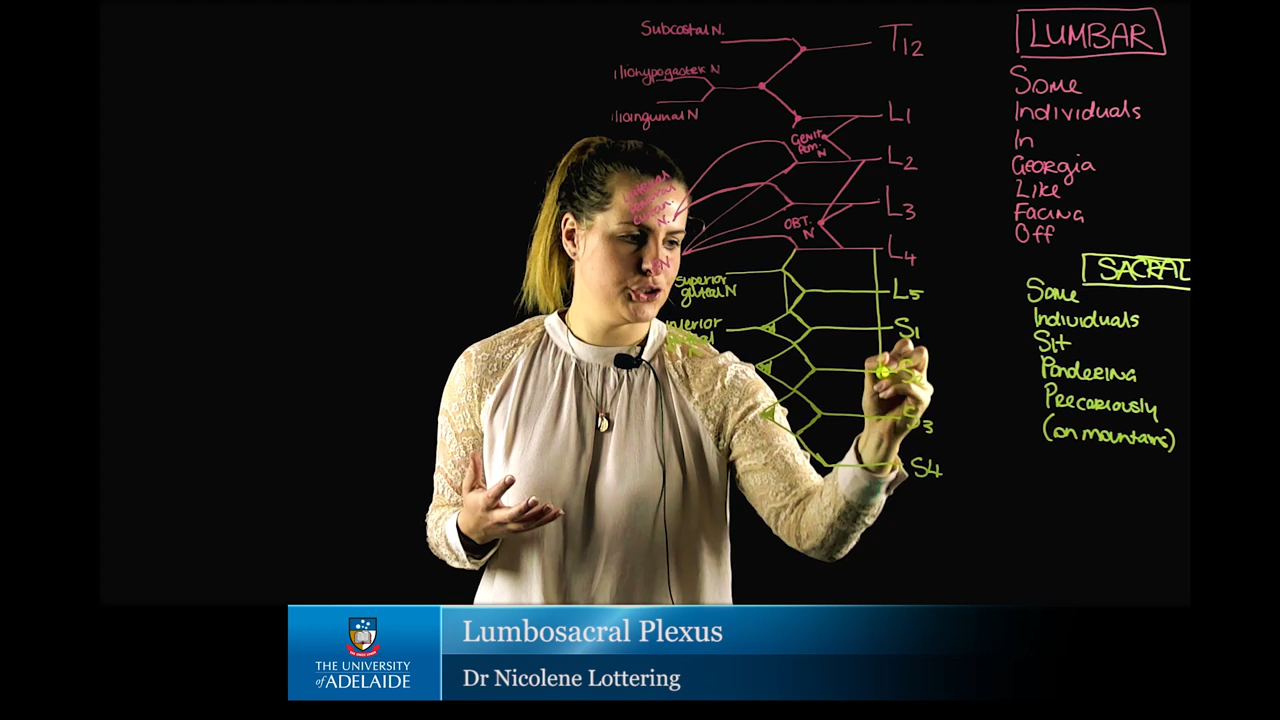 Subcostal N.
T12
iliohypogastric N
ilioinguinal N
L1
Genit
fem.
N
L2
L3
OBT.
N
L4
Superior
gluteal N
L5
Inferior
S1
S3
S4
LUMBAR
Some
Individuals
In
Georgia
Like
Facing
Off
SACRAL
Some
Individuals
Sit
Pondering
Precariously
(on mountains)
THE UNIVERSITY
of ADELAIDE
Lumbosacral Plexus
Dr Nicolene Lottering